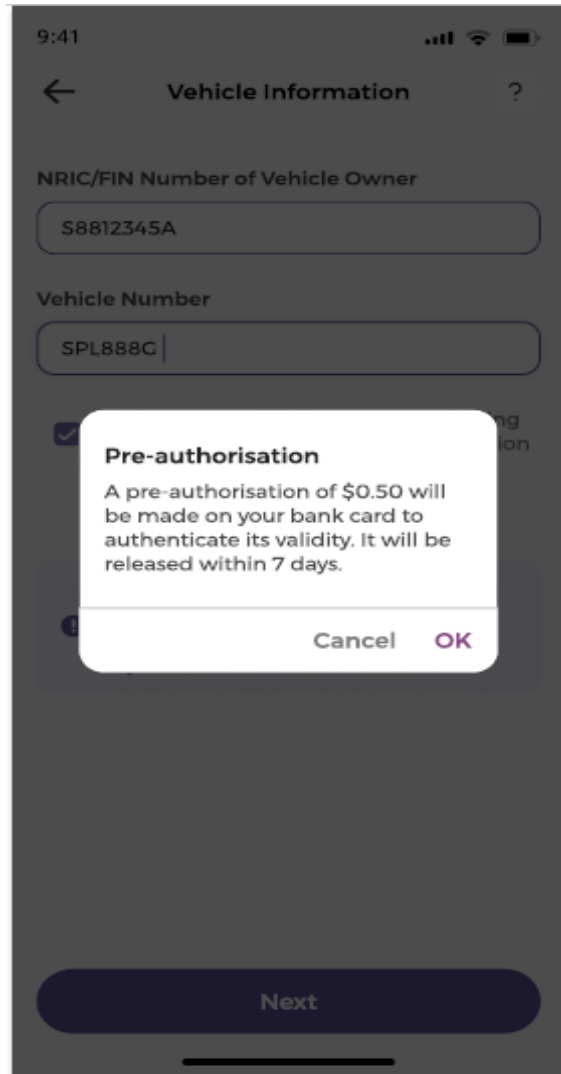 9:41
Vehicle Information ?
NRIC/FIN Number of Vehicle Owner
S8812345A
Vehicle Number
SPL888G
Pre-authorisation
A pre-authorisation of $0.50 will
be made on your bank card to
authenticate its validity. It will be
released within 7 days.
Cancel OK
Next